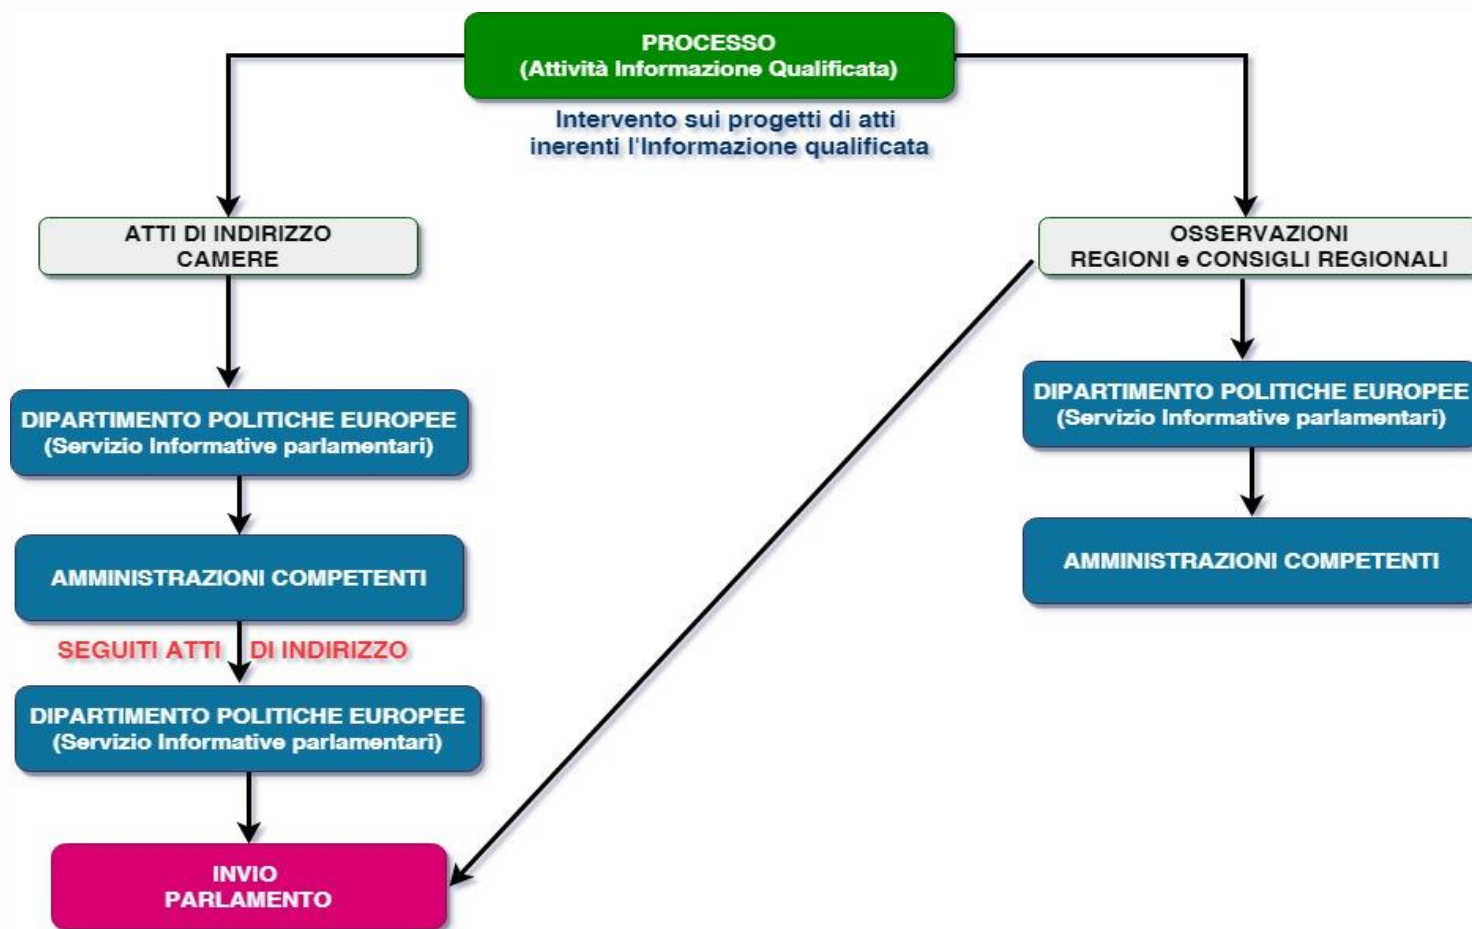 PROCESSO
(Attività Informazione Qualificata)
Intervento sui progetti di atti
inerenti l'Informazione qualificata
ATTI DI INDIRIZZO
CAMERE
OSSERVAZIONI
REGIONI e CONSIGLI REGIONALI
DIPARTIMENTO POLITICHE EUROPEE
(Servizio Informative parlamentari)
DIPARTIMENTO POLITICHE EUROPEE
(Servizio Informative parlamentari)
AMMINISTRAZIONI COMPETENTI
AMMINISTRAZIONI COMPETENTI
SEGUITI ATTI DI INDIRIZZO
DIPARTIMENTO POLITICHE EUROPEE
(Servizio Informative parlamentari)
INVIO
PARLAMENTO